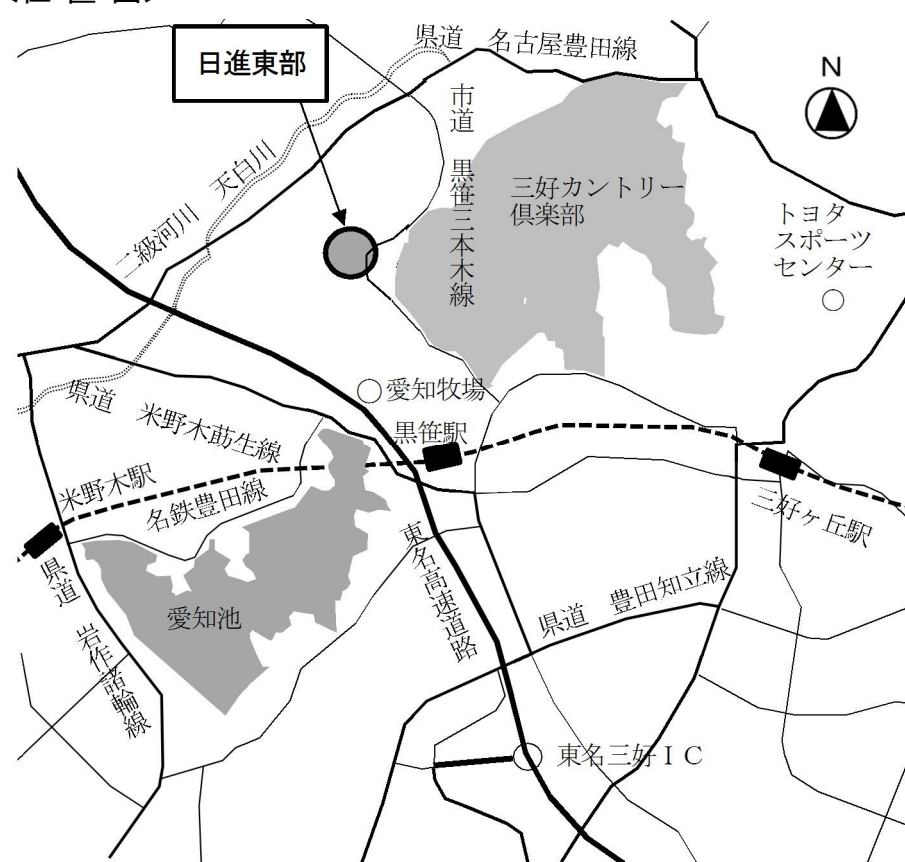 日進東部
県道 名古屋豊田線
N
市道 黒笹三本木線
二級河川 天白川
三好カントリー
倶楽部
トヨタ
スポーツ
センター
愛知牧場
県道 米野木莇生線
黒笹駅
米野木駅
名鉄豊田線
三好ヶ丘駅
県道 岩作諸輪線
愛知池
東名高速道路
県道 豊田知立線
東名三好IC